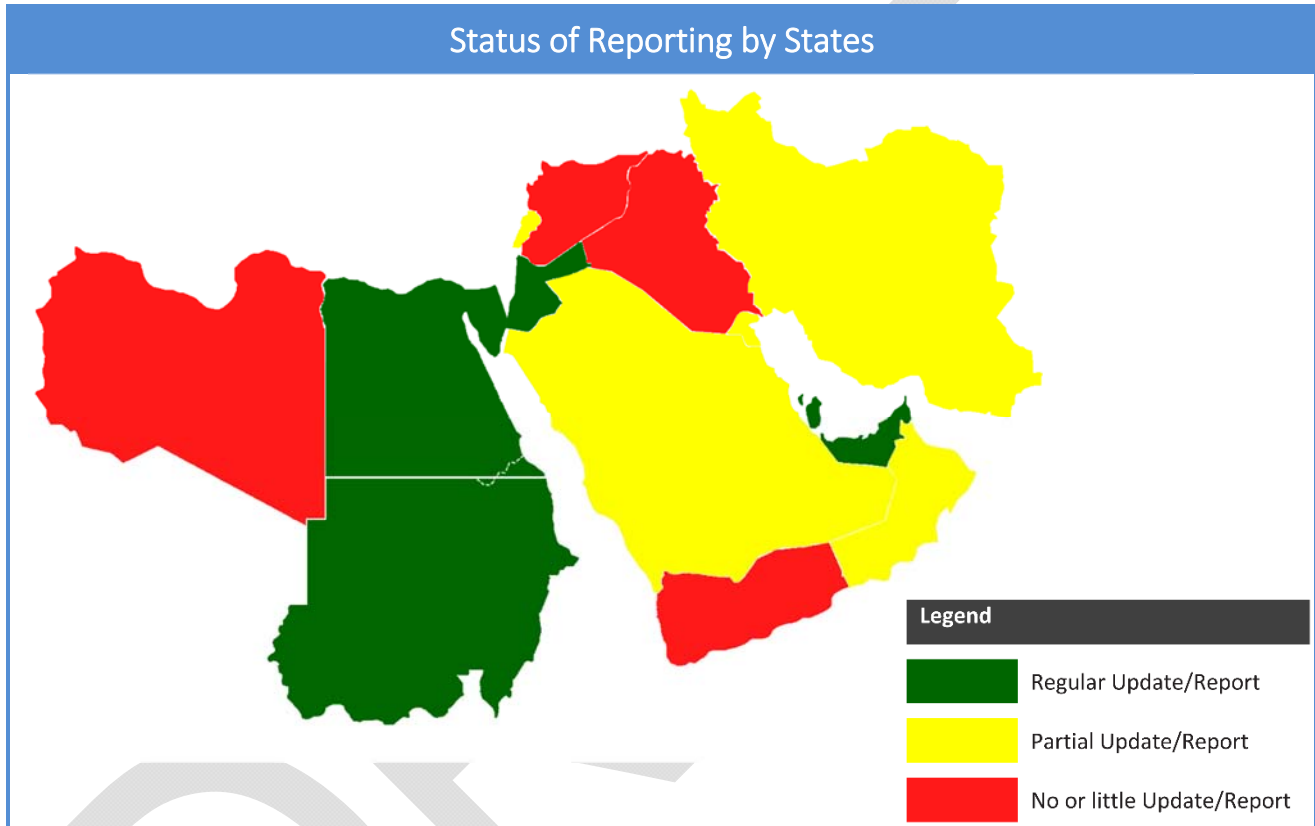 Status of Reporting by States
Legend
Regular Update/Report
Partial Update/Report
No or little Update/Report